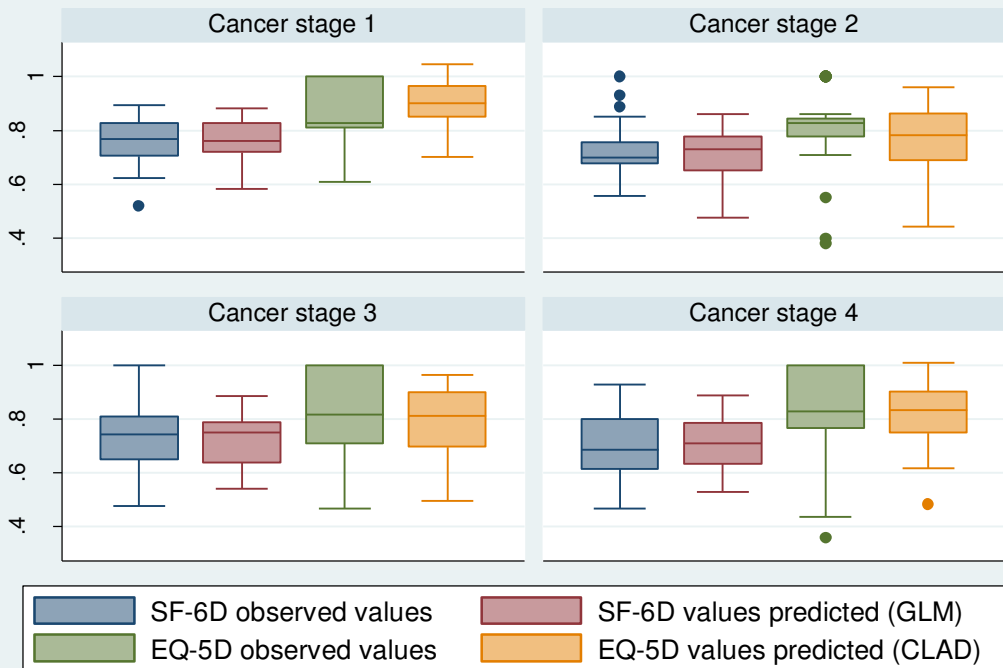 Cancer stage 1
Cancer stage 2
1
.8
.6
.4
Cancer stage 3
Cancer stage 4
1
.8
.6
.4
SF-6D observed values
SF-6D values predicted (GLM)
EQ-5D observed values
EQ-5D values predicted (CLAD)